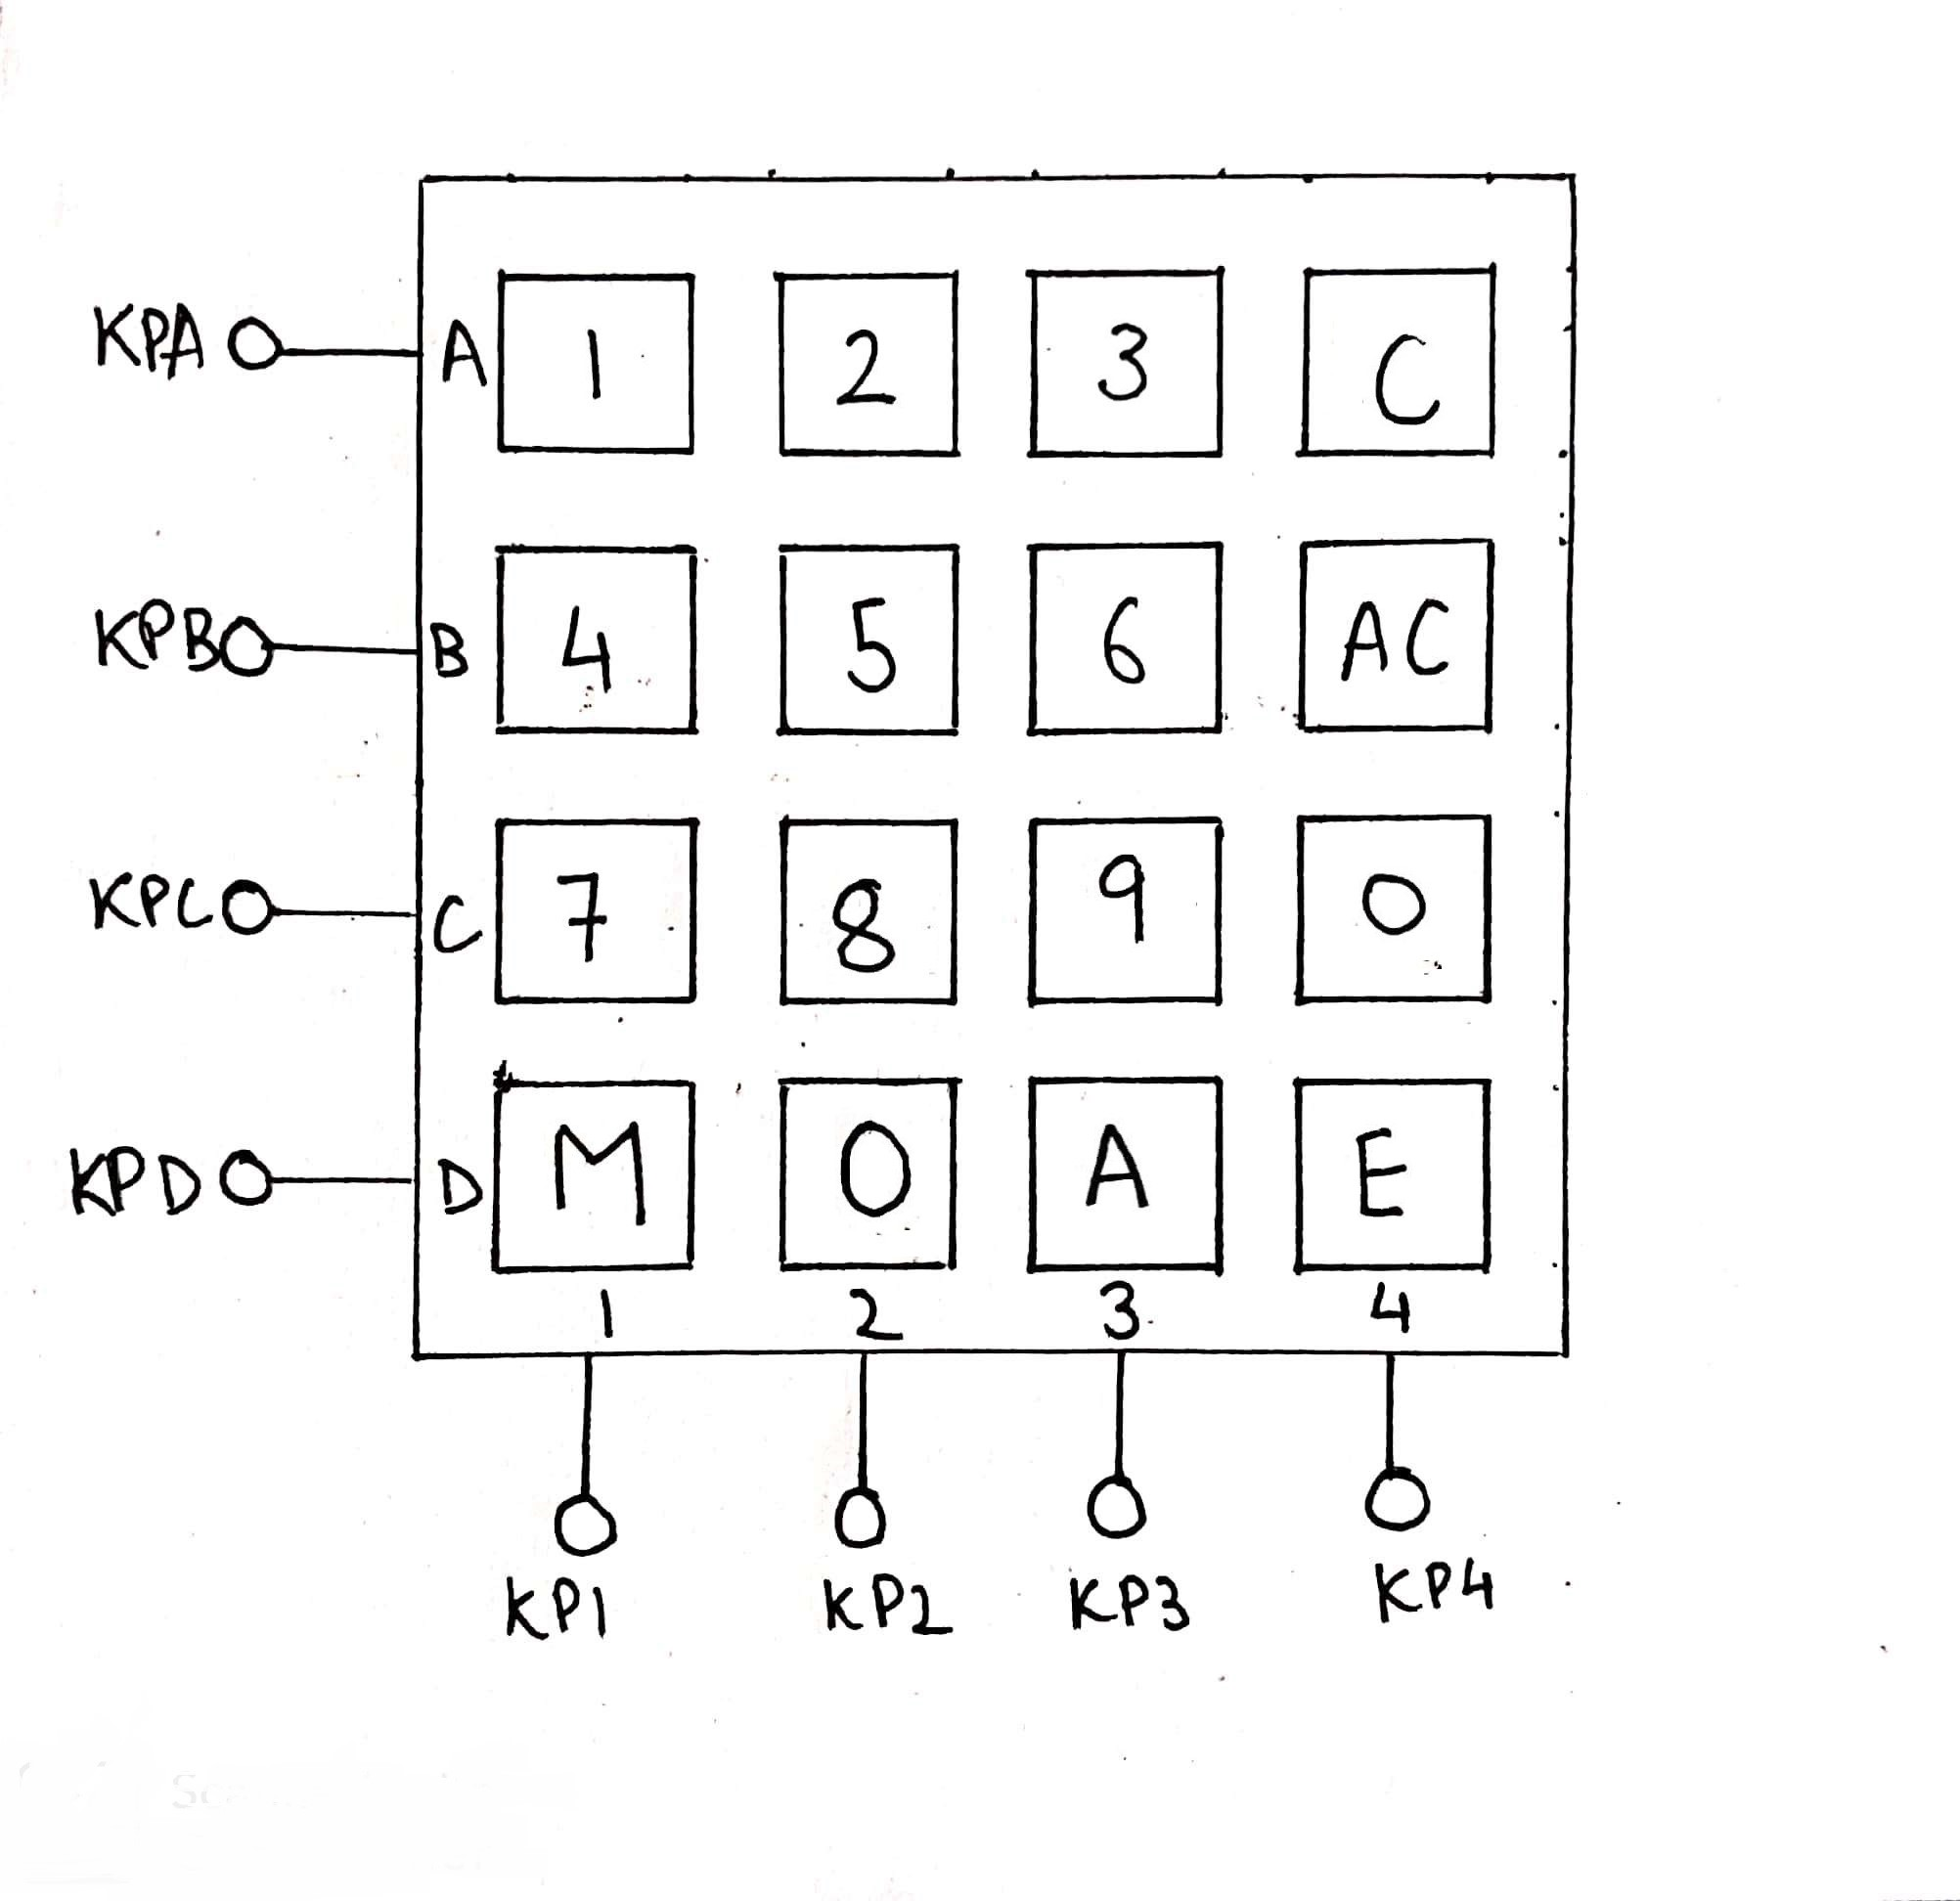 KPA A 1 2 3 C
KPB B 4 5 6 AC
KPC C 7 8 9 0
KPD D M 0 A E
1 2 3 4
KP1 KP2 KP3 KP4